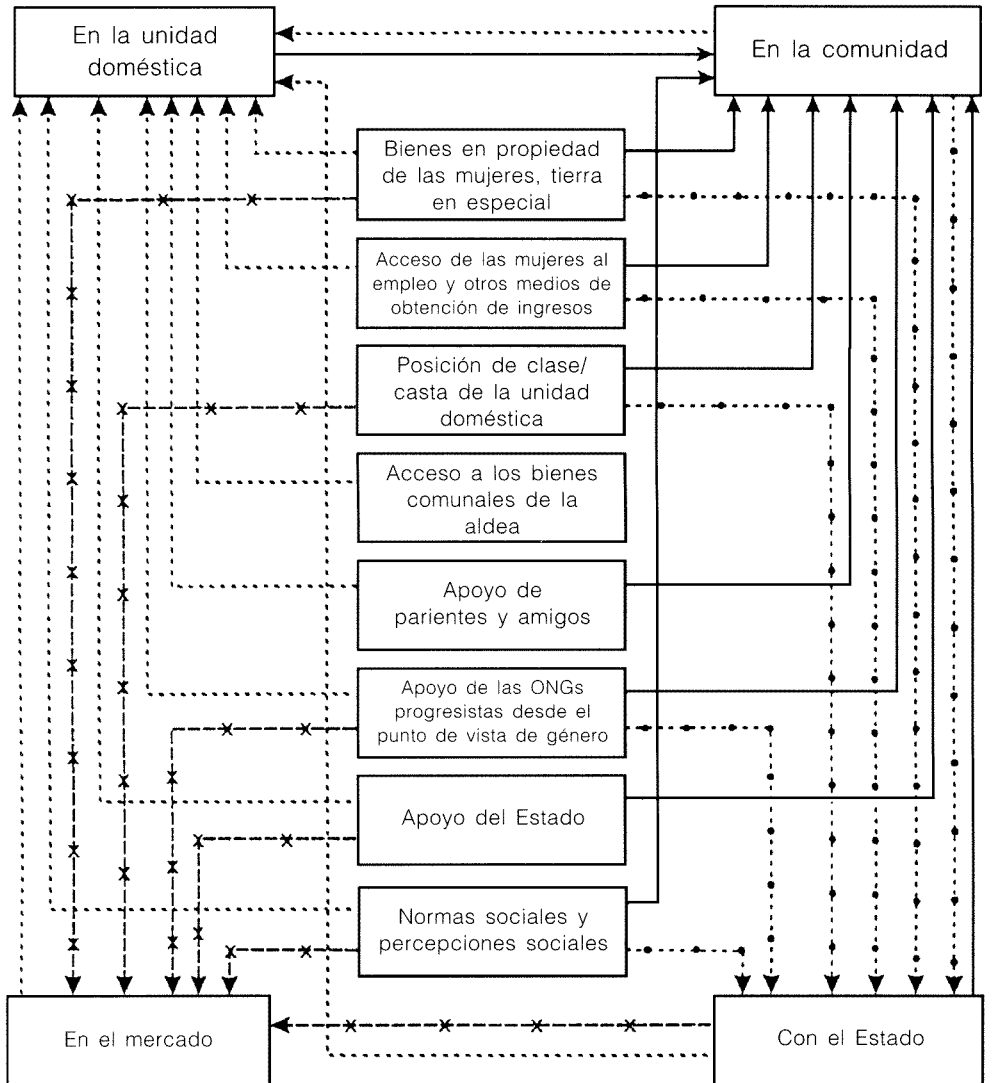 En la unidad
doméstica
En la comunidad
Bienes en propiedad
de las mujeres, tierra
en especial
Acceso de las mujeres al
empleo y otros medios de
obtención de ingresos
Posición de clase/
casta de la unidad
doméstica
Acceso a los bienes
comunales de la
aldea
Apoyo de
parientes y amigos
Apoyo de las ONGs
progresistas desde el
punto de vista de género
Apoyo del Estado
Normas sociales y
percepciones sociales
En el mercado
Con el Estado